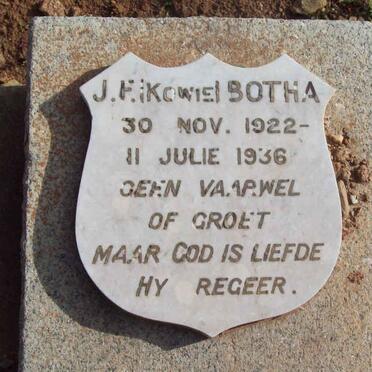 J.F. (KOWIE) BOTHA
30 NOV. 1922-
11 JULIE 1936
GEEN VAARWEL
OF GROET
MAAR GOD IS LIEFDE
HY REGEER.